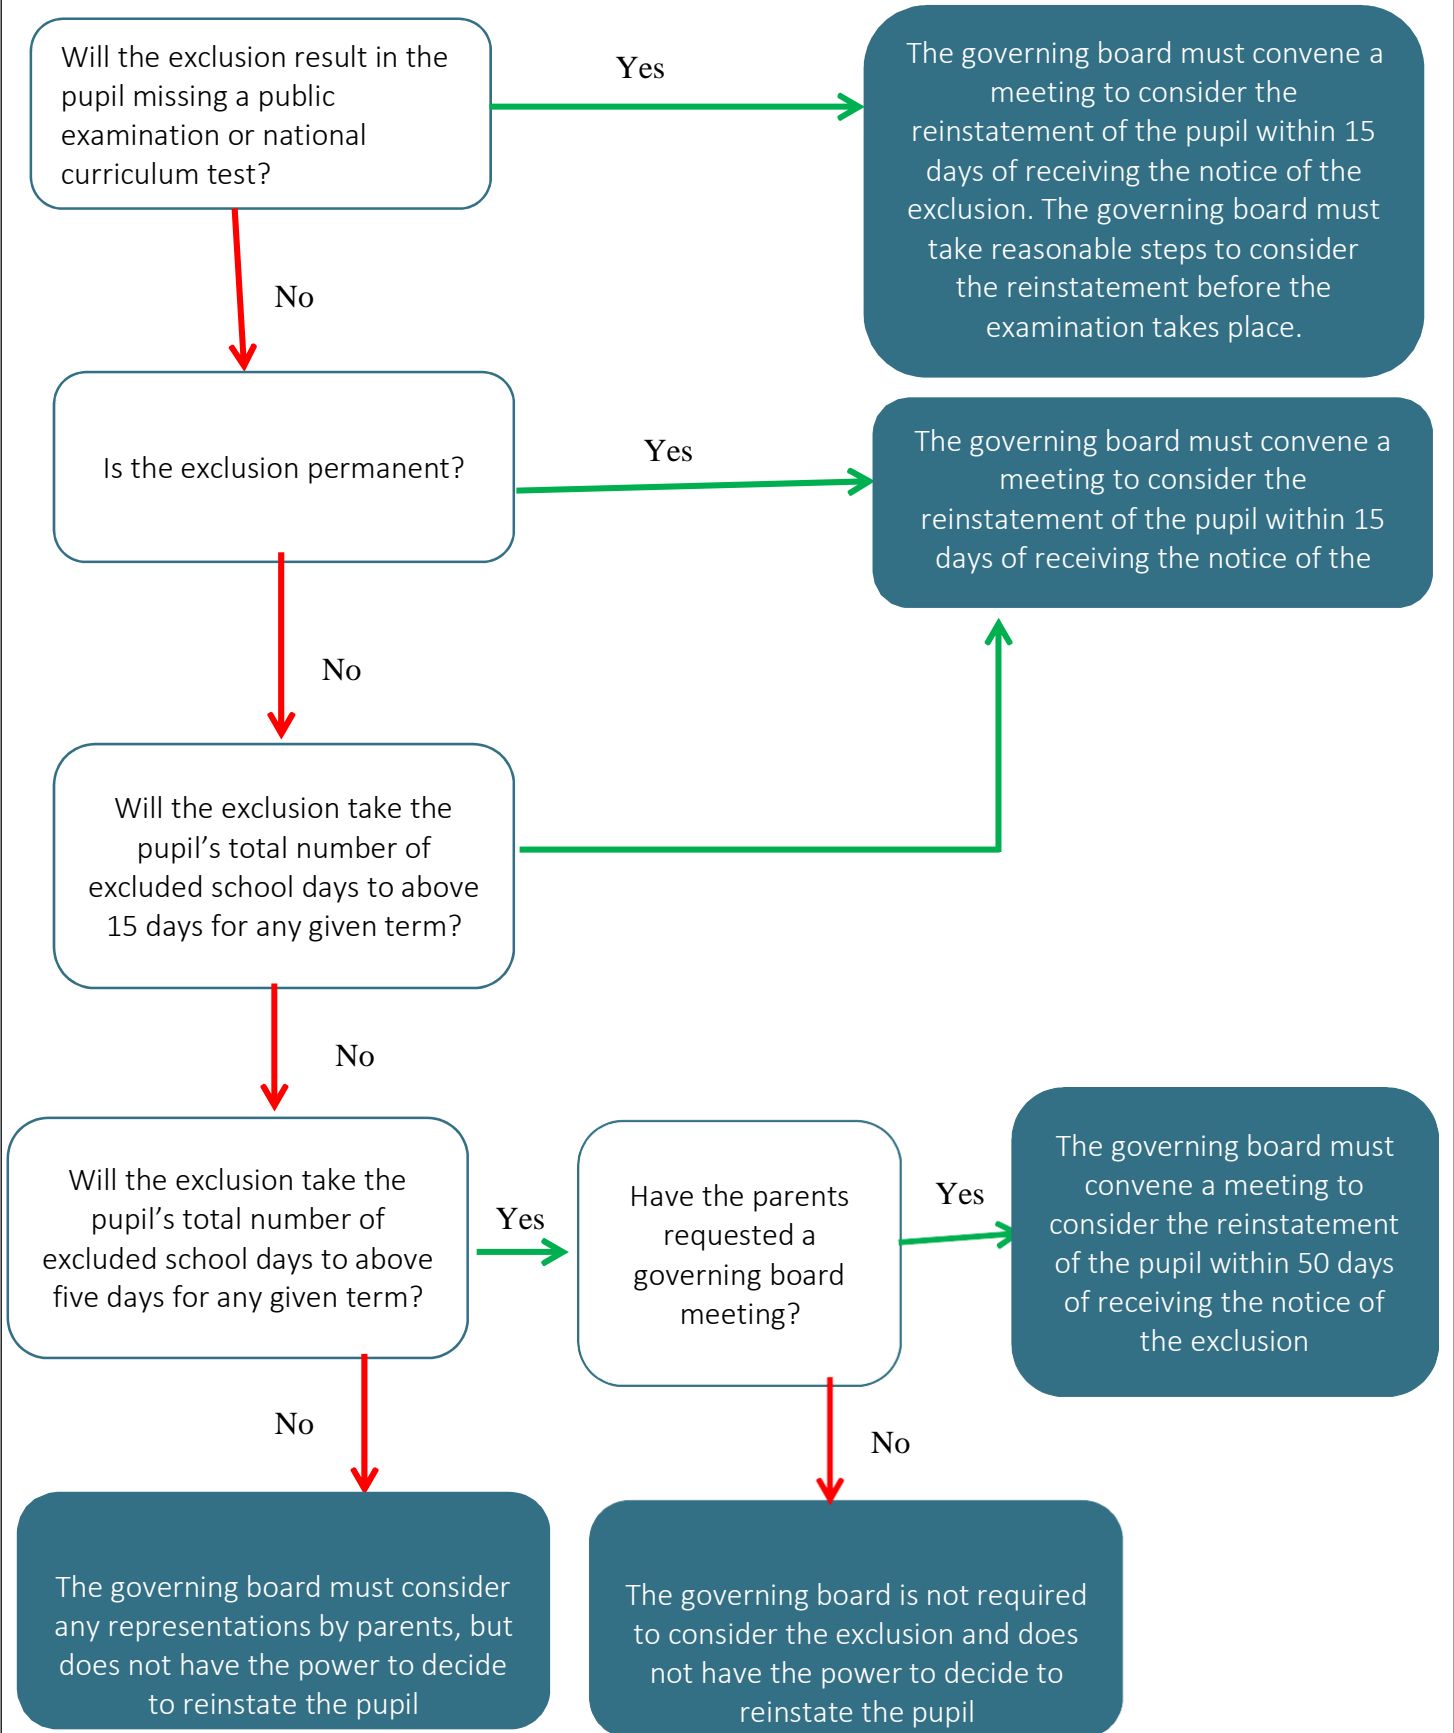 Will the exclusion result in the
pupil missing a public
examination or national
curriculum test?
Yes
The governing board must convene a
meeting to consider the
reinstatement of the pupil within 15
days of receiving the notice of the
exclusion. The governing board must
take reasonable steps to consider
the reinstatement before the
examination takes place.
No
Is the exclusion permanent?
Yes
The governing board must convene a
meeting to consider the
reinstatement of the pupil within 15
days of receiving the notice of the
No
Will the exclusion take the
pupil’s total number of
excluded school days to above
15 days for any given term?
No
Will the exclusion take the
pupil’s total number of
excluded school days to above
five days for any given term?
Yes
Have the parents
requested a
governing board
meeting?
Yes
The governing board must
convene a meeting to
consider the reinstatement
of the pupil within 50 days
of receiving the notice of
the exclusion
No
No
The governing board must consider
any representations by parents, but
does not have the power to decide
to reinstate the pupil
The governing board is not required
to consider the exclusion and does
not have the power to decide to
reinstate the pupil